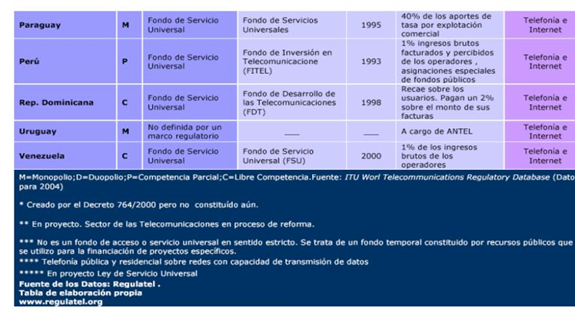 Paraguay M Fondo de Servicio Universal Fondo de Servicios Universales 1995 40% de los aportes de tasa por explotación comercial Telefonía e Internet
Perú P Fondo de Servicio Universal Fondo de Inversión en Telecomunicacione (FITEL) 1993 1% ingresos brutos facturados y percibidos de los operadores , asignaciones especiales de fondos públicos Telefonía e Internet
Rep. Dominicana C Fondo de Servicio Universal Fondo de Desarrollo de las Telecomunicaciones (FDT) 1998 Recae sobre los usuarios. Pagan un 2% sobre el monto de sus facturas Telefonía e Internet
Uruguay M No definida por un marco regulatorio ___ ___ A cargo de ANTEL Telefonía e Internet
Venezuela C Fondo de Servicio Universal Fondo de Servicio Universal (FSU) 2000 1% de los ingresos brutos de los operadores Telefonía e Internet
M=Monopolio;D=Duopolio;P=Competencia Parcial;C=Libre Competencia.Fuente: ITU Worl Telecommunications Regulatory Database (Dato
para 2004)
* Creado por el Decreto 764/2000 pero no constituído aún.
** En proyecto. Sector de las Telecomunicaciones en proceso de reforma.
*** No es un fondo de acceso o servicio universal en sentido estricto. Se trata de un fondo temporal constituido por recursos públicos que
se utilizo para la financiación de proyectos específicos.
**** Telefonía pública y residencial sobre redes con capacidad de transmisión de datos
***** En proyecto Ley de Servicio Universal
Fuente de los Datos: Regulatel .
Tabla de elaboración propia
www.regulatel.org